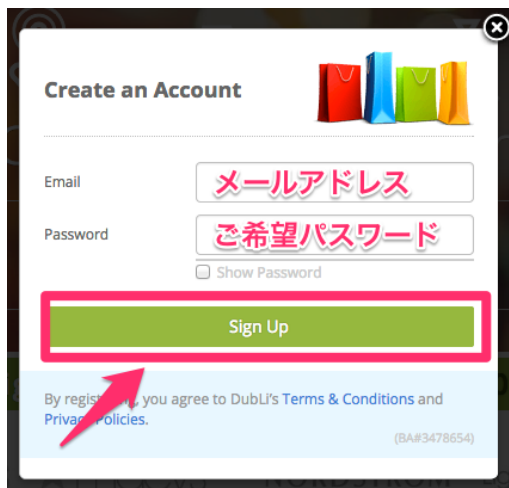 Create an Account
Email
メールアドレス
Password
ご希望パスワード
Show Password
Sign Up
By registering, you agree to DubLi's Terms & Conditions and
Privacy Policies.
(BA#3478654)
NORDSTROM